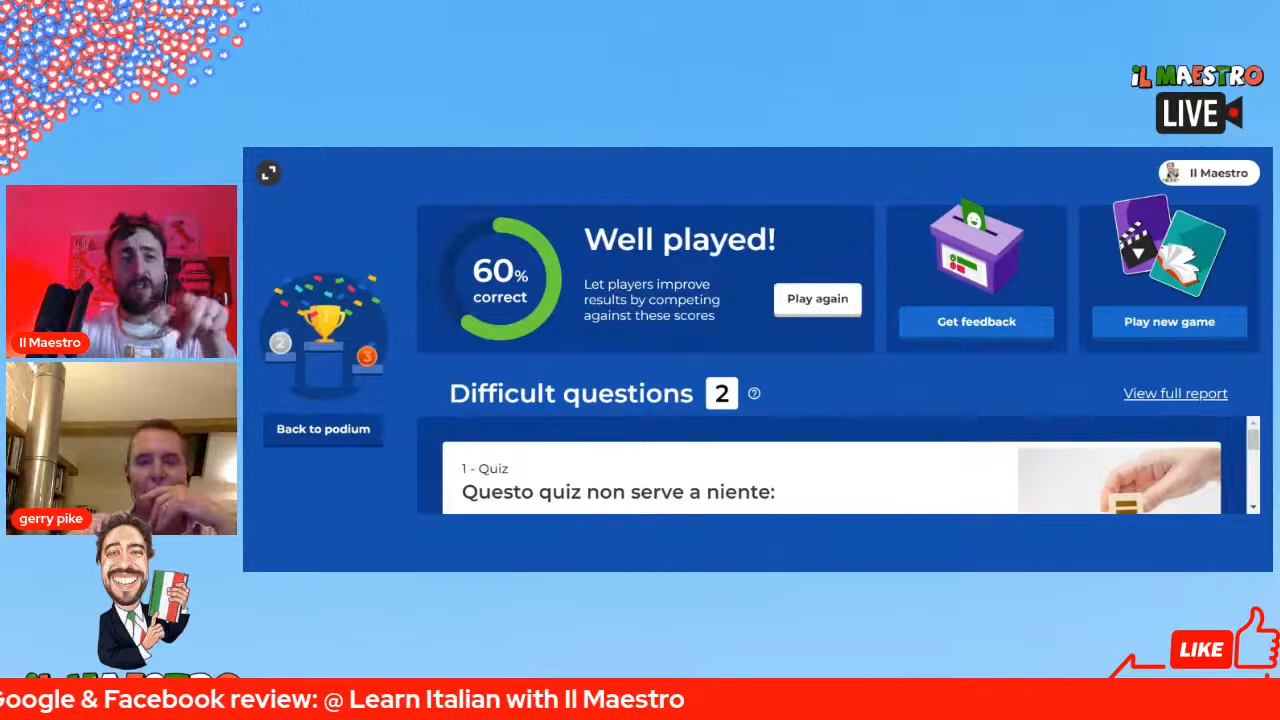 IL MAESTRO
LIVE
Il Maestro
60%
correct
Well played!
Let players improve
results by competing
against these scores
Play again
Get feedback
Play new game
Il Maestro
2
3
Back to podium
Difficult questions 2
View full report
1 - Quiz
Questo quiz non serve a niente:
gerry pike
LIKE
Google & Facebook review: @ Learn Italian with Il Maestro